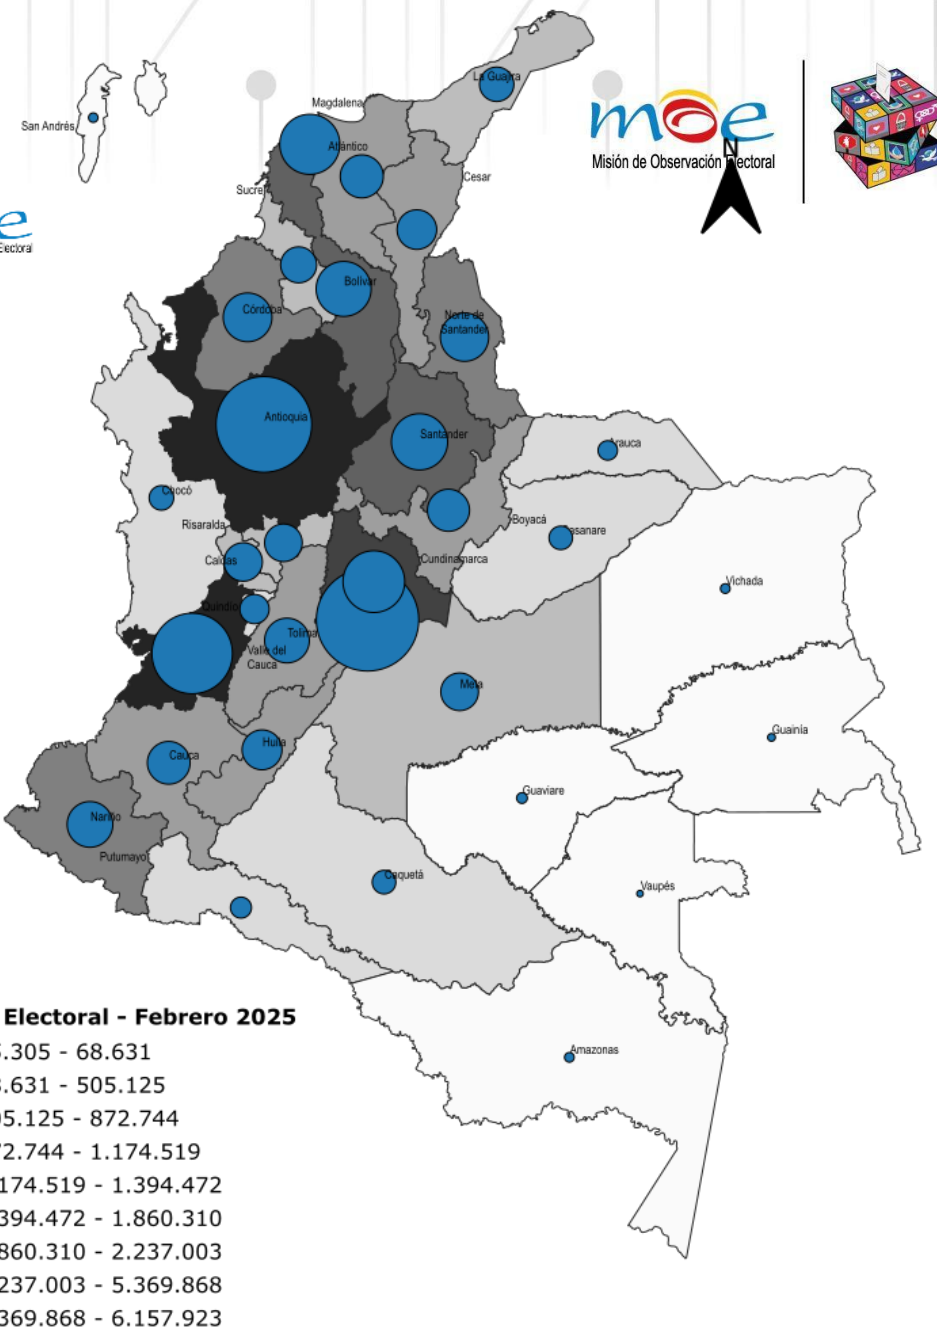 La Guajira
Magdalena
San Andrés
moe
Misión de Observación Electoral
N
Atlántico
Cesar
Sucre
e
Electoral
Bolívar
Córdoba
Norte de
Santander
Antioquia
Santander
Arauca
Chocó
Risaralda
Boyacá
Casanare
Caldas
Cundinamarca
Vichada
Quindío
Tolima
Valle del
Cauca
Meta
Guainía
Huila
Cauca
Guaviare
Nariño
Putumayo
Caquetá
Vaupés
Electoral - Febrero 2025
.305 - 68.631
.631 - 505.125
5.125 - 872.744
2.744 - 1.174.519
174.519 - 1.394.472
394.472 - 1.860.310
860.310 - 2.237.003
237.003 - 5.369.868
369.868 - 6.157.923
Amazonas